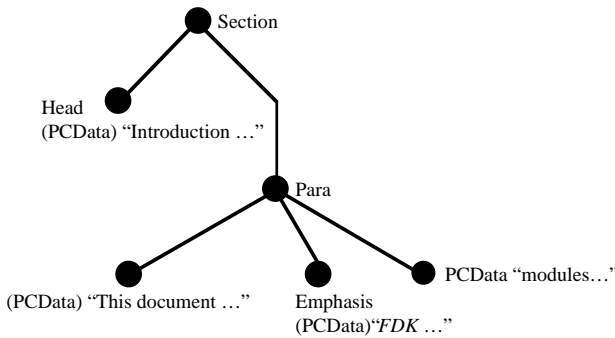 Section
Head
(PCData) “Introduction …”
Para
PCData “modules…”
(PCData) “This document …”
Emphasis
(PCData)“FDK …”